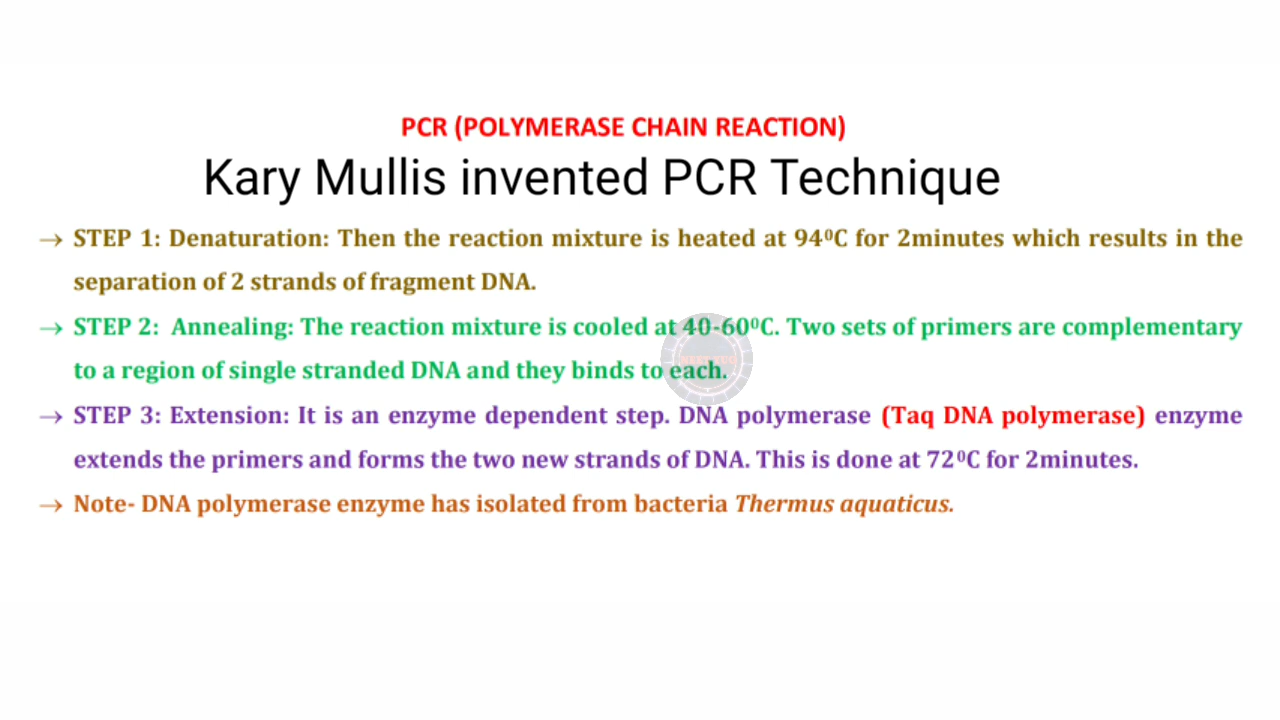 PCR (POLYMERASE CHAIN REACTION)
Kary Mullis invented PCR Technique
→ STEP 1: Denaturation: Then the reaction mixture is heated at 94⁰C for 2minutes which results in the
separation of 2 strands of fragment DNA.
→ STEP 2: Annealing: The reaction mixture is cooled at 40-60⁰C. Two sets of primers are complementary
to a region of single stranded DNA and they binds to each.
→ STEP 3: Extension: It is an enzyme dependent step. DNA polymerase (Taq DNA polymerase) enzyme
extends the primers and forms the two new strands of DNA. This is done at 72⁰C for 2minutes.
→ Note- DNA polymerase enzyme has isolated from bacteria Thermus aquaticus.